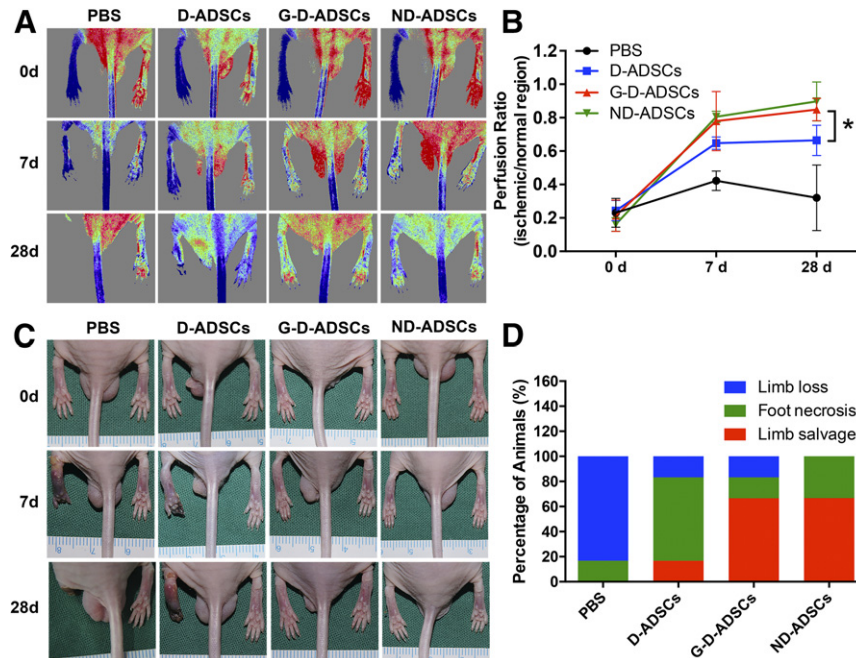 A
PBS D-ADSCs G-D-ADSCs ND-ADSCs
0d
7d
28d
B
PBS
D-ADSCs
G-D-ADSCs
ND-ADSCs
Perfusion Ratio
(ischemic/normal region)
1.2
1.0
0.8
0.6
0.4
0.2
0.0
*
0 d 7 d 28 d
C
PBS D-ADSCs G-D-ADSCs ND-ADSCs
0d
7d
28d
D
Limb loss
Foot necrosis
Limb salvage
Percentage of Animals (%)
160
140
120
100
80
60
40
20
0
PBS D-ADSCs G-D-ADSCs ND-ADSCs